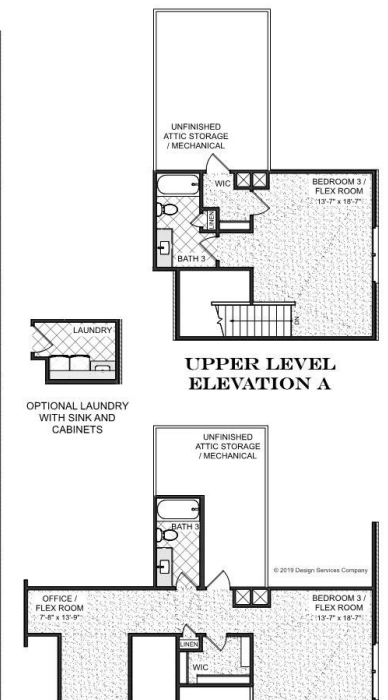 UNFINISHED
ATTIC STORAGE
/ MECHANICAL
WIC
BEDROOM 3 /
FLEX ROOM
13'-7" x 18'-7"
LINEN
BATH 3
DN
LAUNDRY
UPPER LEVEL
ELEVATION A
OPTIONAL LAUNDRY
WITH SINK AND
CABINETS
UNFINISHED
ATTIC STORAGE
/ MECHANICAL
BATH 3
© 2019 Design Services Company
OFFICE /
FLEX ROOM
7'-8" x 13'-9"
BEDROOM 3 /
FLEX ROOM
13'-7" x 18'-7"
LINEN
WIC